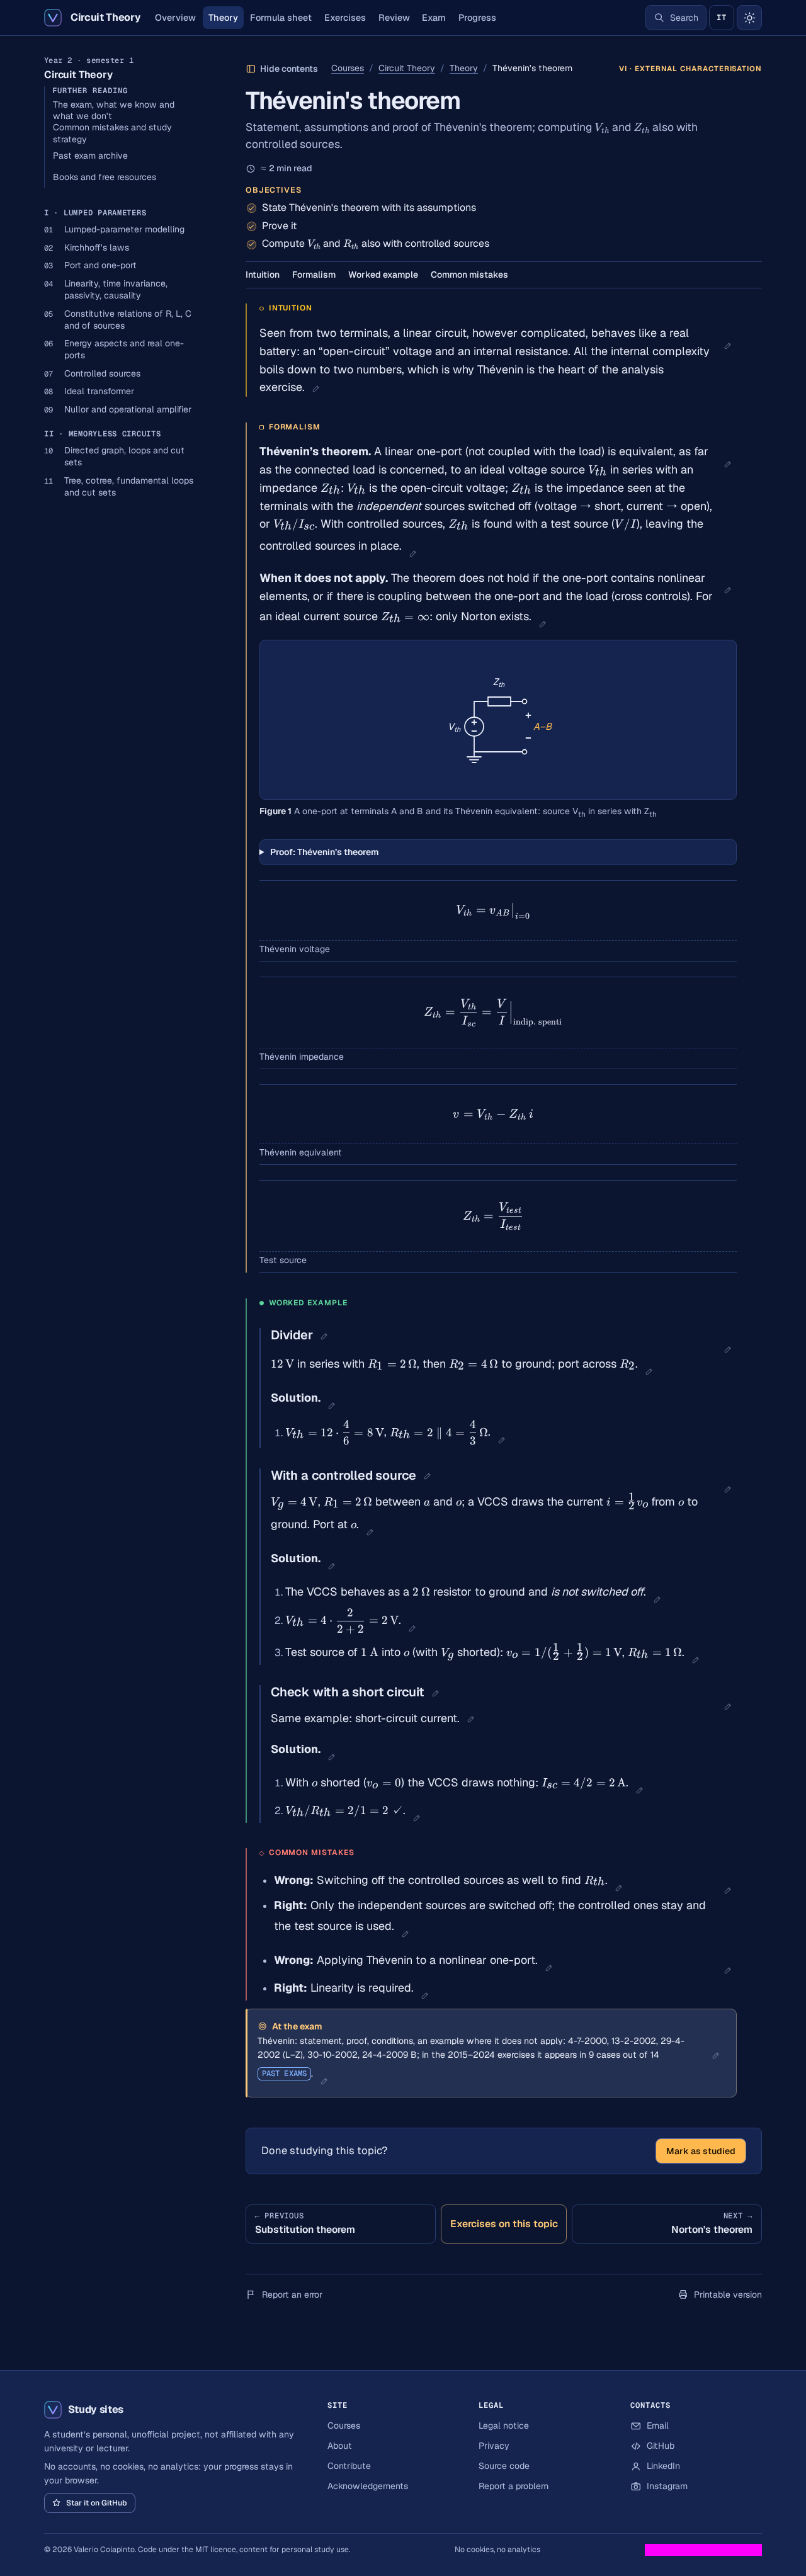 Circuit Theory Overview Theory Formula sheet Exercises Review Exam Progress Search IT
Year 2 · semester 1
Circuit Theory
FURTHER READING
The exam, what we know and
what we don't
Common mistakes and study
strategy
Past exam archive
Books and free resources
I · LUMPED PARAMETERS
01 Lumped-parameter modelling
02 Kirchhoff's laws
03 Port and one-port
04 Linearity, time invariance,
passivity, causality
05 Constitutive relations of R, L, C
and of sources
06 Energy aspects and real one-
ports
07 Controlled sources
08 Ideal transformer
09 Nullor and operational amplifier
II · MEMORYLESS CIRCUITS
10 Directed graph, loops and cut
sets
11 Tree, cotree, fundamental loops
and cut sets
Hide contents Courses / Circuit Theory / Theory / Thévenin's theorem VI · EXTERNAL CHARACTERISATION
Thévenin's theorem
Statement, assumptions and proof of Thévenin's theorem; computing V_th and Z_th also with
controlled sources.
≈ 2 min read
OBJECTIVES
State Thévenin's theorem with its assumptions
Prove it
Compute V_th and R_th also with controlled sources
Intuition Formalism Worked example Common mistakes
INTUITION
Seen from two terminals, a linear circuit, however complicated, behaves like a real
battery: an “open-circuit” voltage and an internal resistance. All the internal complexity
boils down to two numbers, which is why Thévenin is the heart of the analysis
exercise.
FORMALISM
Thévenin's theorem. A linear one-port (not coupled with the load) is equivalent, as far
as the connected load is concerned, to an ideal voltage source V_th in series with an
impedance Z_th: V_th is the open-circuit voltage; Z_th is the impedance seen at the
terminals with the independent sources switched off (voltage → short, current → open),
or V_th/I_sc. With controlled sources, Z_th is found with a test source (V/I), leaving the
controlled sources in place.
When it does not apply. The theorem does not hold if the one-port contains nonlinear
elements, or if there is coupling between the one-port and the load (cross controls). For
an ideal current source Z_th = ∞: only Norton exists.
Z_th
V_th + − + A–B −
Figure 1 A one-port at terminals A and B and its Thévenin equivalent: source V_th in series with Z_th
Proof: Thévenin's theorem
V_th = v_AB |_{i=0}
Thévenin voltage
Z_th = V_th/I_sc = V/I |_{indip. spenti}
Thévenin impedance
v = V_th − Z_th i
Thévenin equivalent
Z_th = V_test/I_test
Test source
WORKED EXAMPLE
Divider
12 V in series with R_1 = 2 Ω, then R_2 = 4 Ω to ground; port across R_2.
Solution.
1. V_th = 12 · 4/6 = 8 V, R_th = 2 ∥ 4 = 4/3 Ω.
With a controlled source
V_g = 4 V, R_1 = 2 Ω between a and o; a VCCS draws the current i = 1/2 v_o from o to
ground. Port at o.
Solution.
1. The VCCS behaves as a 2 Ω resistor to ground and is not switched off.
2. V_th = 4 · 2/(2 + 2) = 2 V.
3. Test source of 1 A into o (with V_g shorted): v_o = 1/(1/2 + 1/2) = 1 V, R_th = 1 Ω.
Check with a short circuit
Same example: short-circuit current.
Solution.
1. With o shorted (v_o = 0) the VCCS draws nothing: I_sc = 4/2 = 2 A.
2. V_th/R_th = 2/1 = 2 ✓.
COMMON MISTAKES
• Wrong: Switching off the controlled sources as well to find R_th.
• Right: Only the independent sources are switched off; the controlled ones stay and
the test source is used.
• Wrong: Applying Thévenin to a nonlinear one-port.
• Right: Linearity is required.
At the exam
Thévenin: statement, proof, conditions, an example where it does not apply: 4-7-2000, 13-2-2002, 29-4-
2002 (L–Z), 30-10-2002, 24-4-2009 B; in the 2015–2024 exercises it appears in 9 cases out of 14
PAST EXAMS.
Done studying this topic? Mark as studied
← PREVIOUS
Substitution theorem
Exercises on this topic
NEXT →
Norton's theorem
Report an error Printable version
Study sites
A student's personal, unofficial project, not affiliated with any
university or lecturer.
No accounts, no cookies, no analytics: your progress stays in
your browser.
Star it on GitHub
SITE
Courses
About
Contribute
Acknowledgements
LEGAL
Legal notice
Privacy
Source code
Report a problem
CONTACTS
Email
GitHub
LinkedIn
Instagram
© 2026 Valerio Colapinto. Code under the MIT licence, content for personal study use. No cookies, no analytics